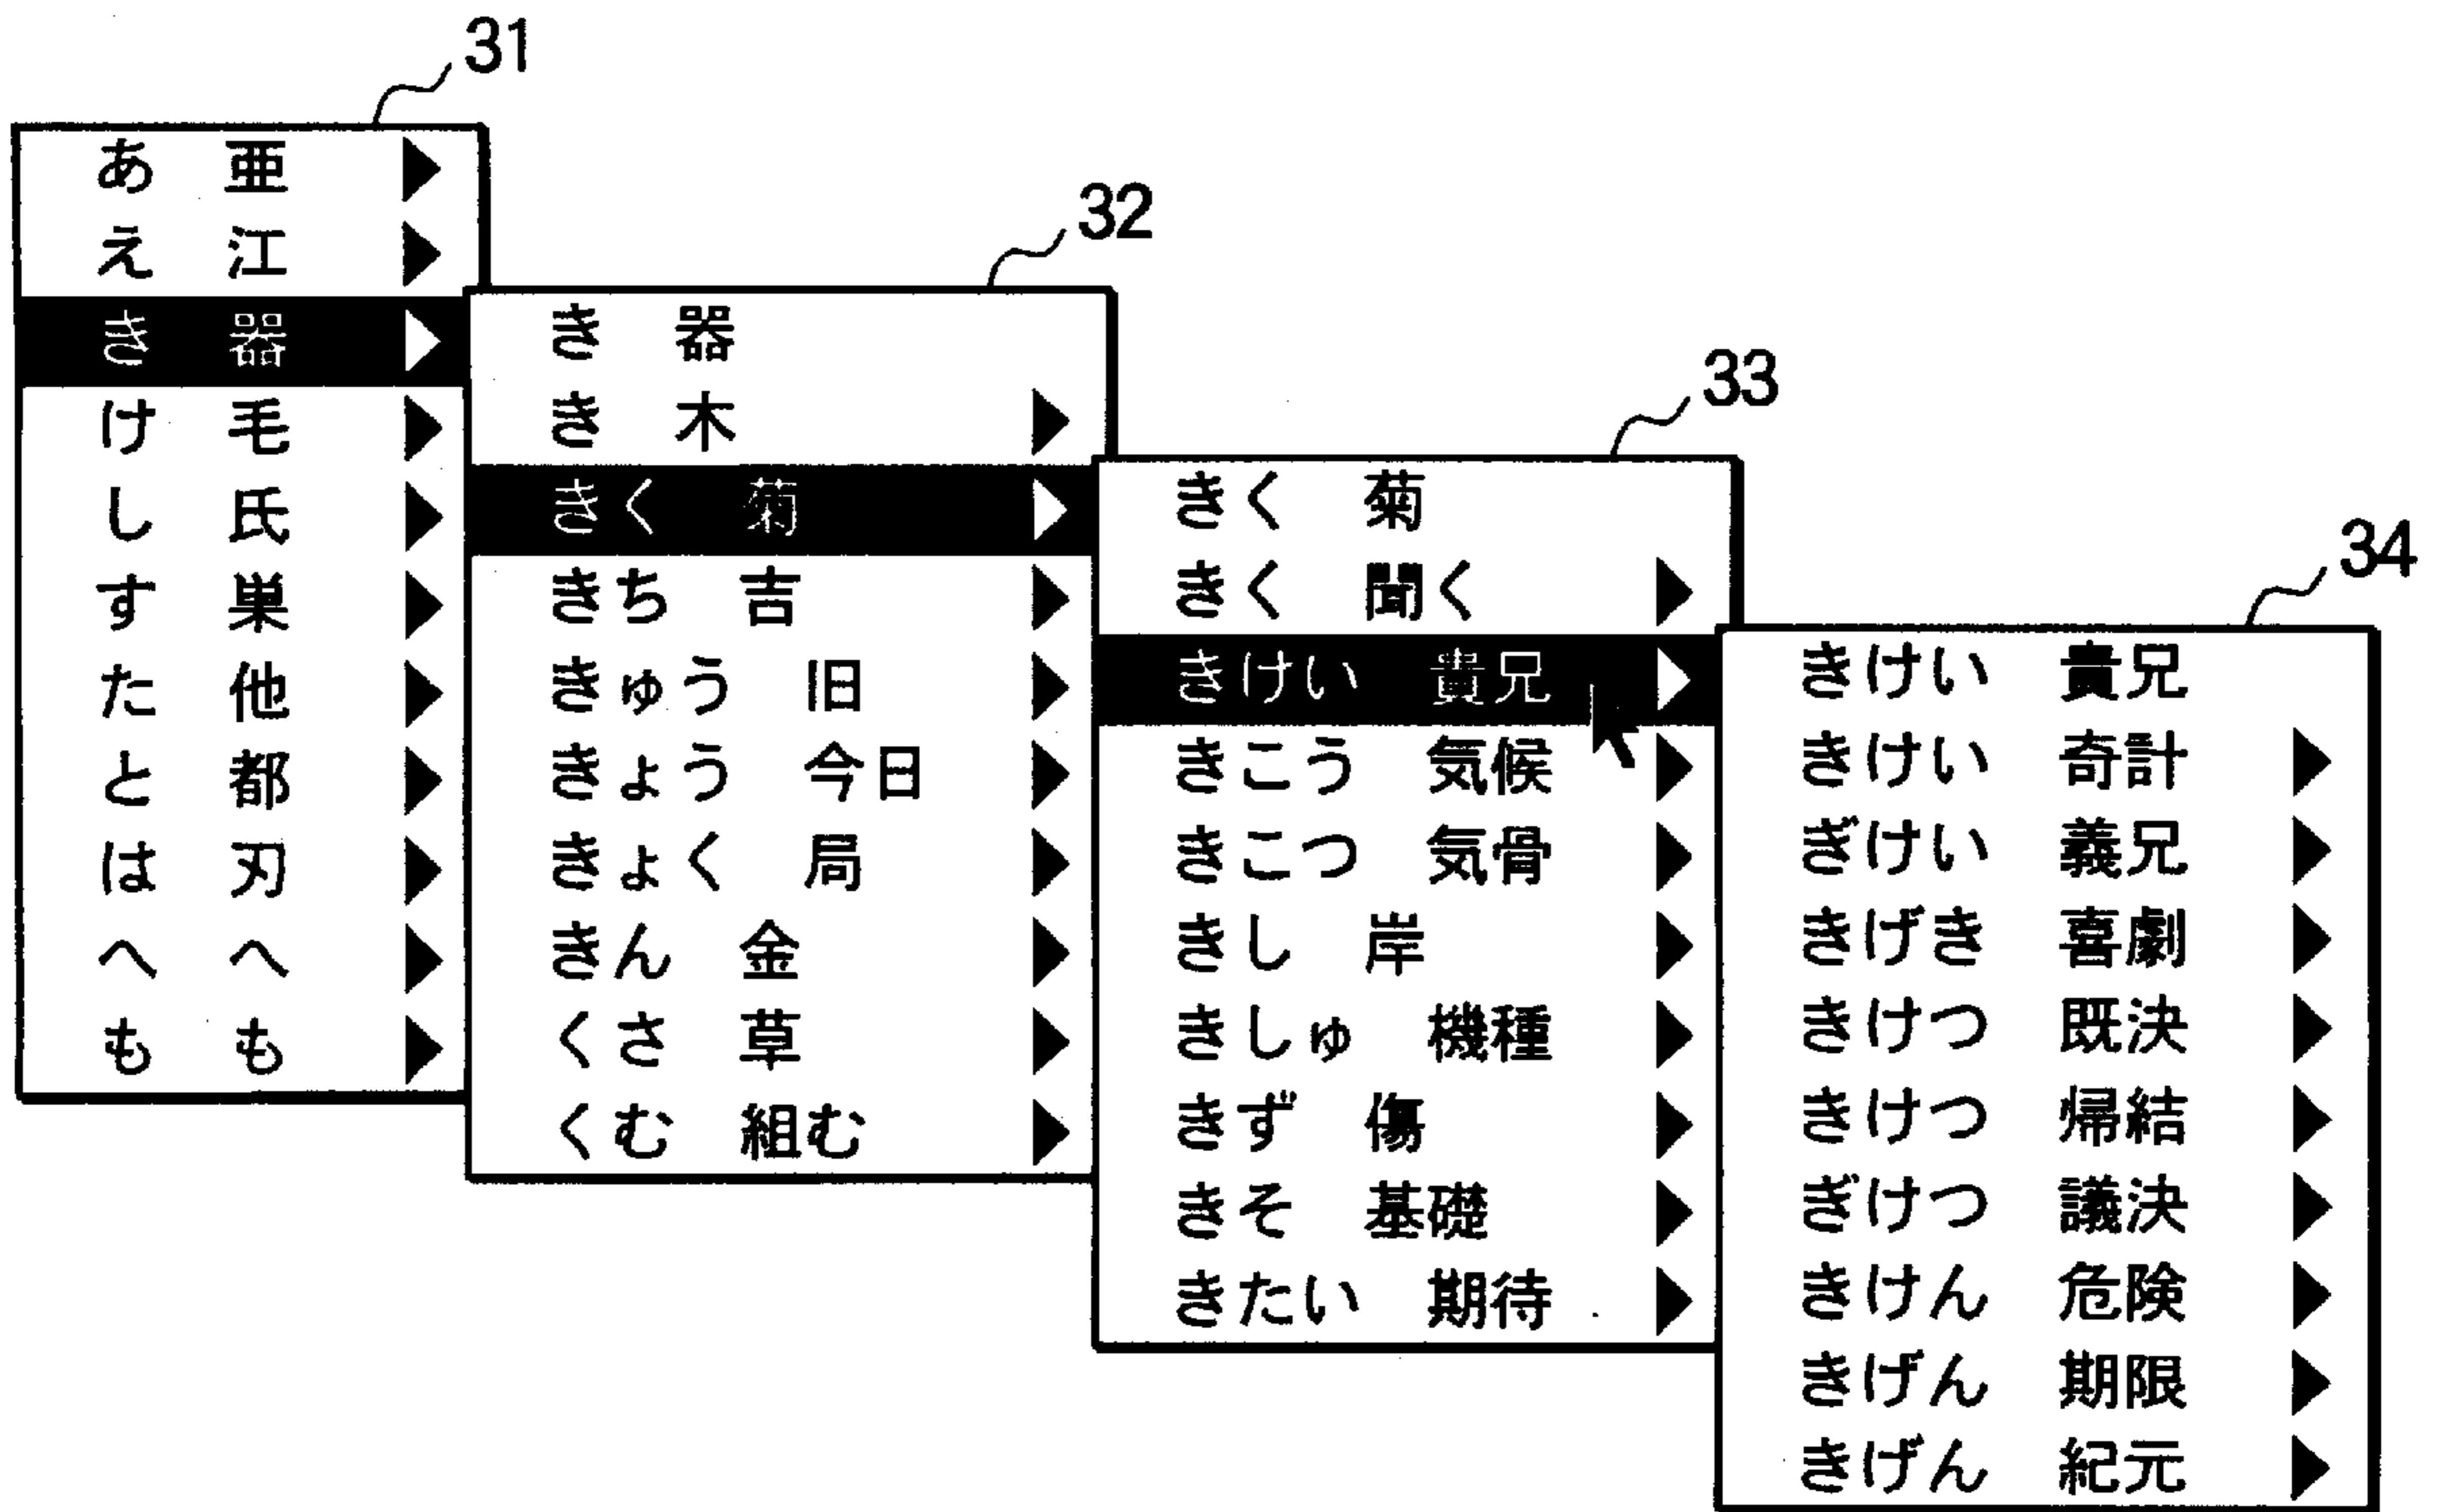 31
あ 亜
え 江
き 器
け 毛
し 氏
す 巣
た 他
と 都
は 刃
へ へ
も も
32
き 器
き 木
きく 菊
きち 吉
きゅう 旧
きょう 今日
きょく 局
きん 金
くさ 草
くむ 組む
33
きく 菊
きく 聞く
きけい 貴兄
きこう 気候
きこつ 気骨
きし 岸
きしゅ 機種
きず 傷
きそ 基礎
きたい 期待
34
きけい 貴兄
きけい 奇計
ぎけい 義兄
きげき 喜劇
きけつ 既決
きけつ 帰結
ぎけつ 議決
きけん 危険
きげん 期限
きげん 紀元